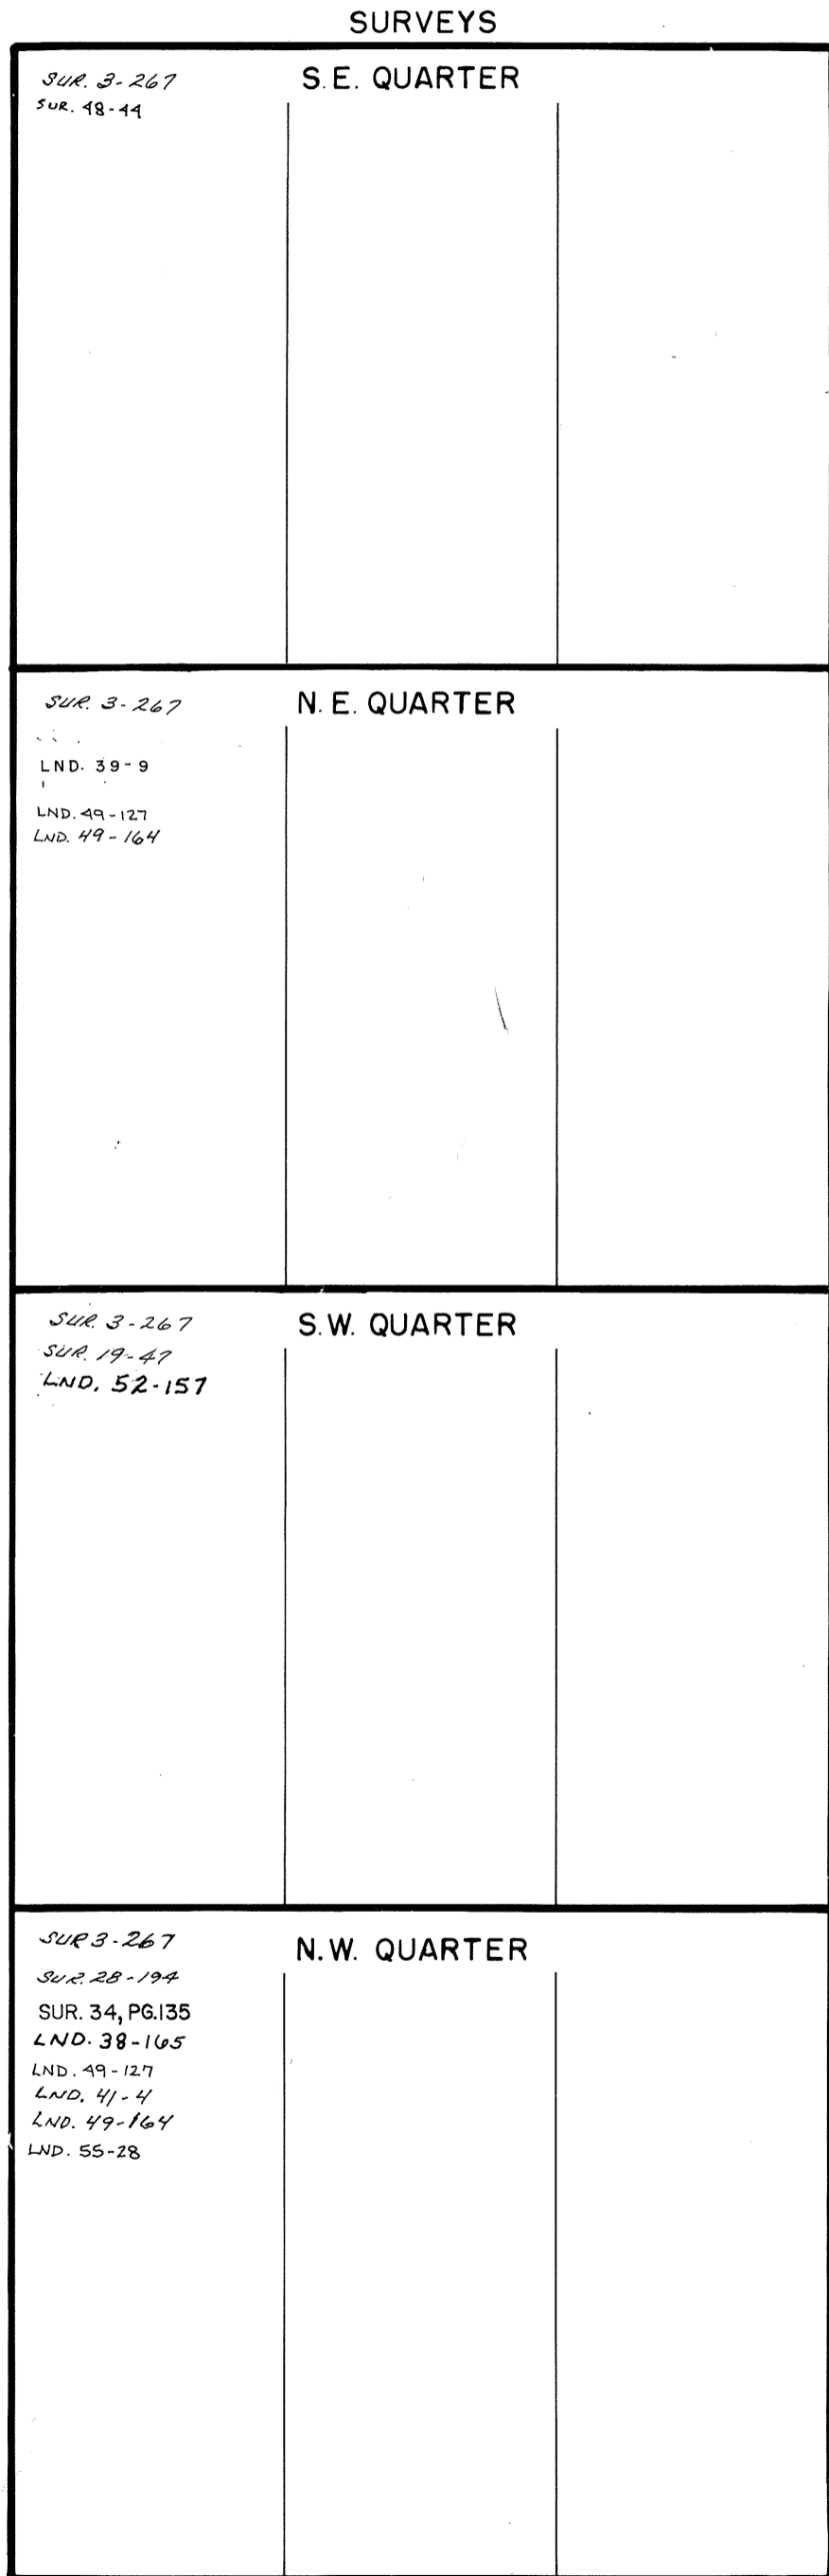 SURVEYS
S.E. QUARTER
SUR. 3-267
SUR. 48-44
N.E. QUARTER
SUR. 3-267
LND. 39-9
LND. 49-127
LND. 49-164
S.W. QUARTER
SUR. 3-267
SUR. 19-47
LND. 52-157
N.W. QUARTER
SUR 3-267
SUR. 28-194
SUR. 34, PG.135
LND. 38-165
LND. 49-127
LND. 41-4
LND. 49-164
LND. 55-28